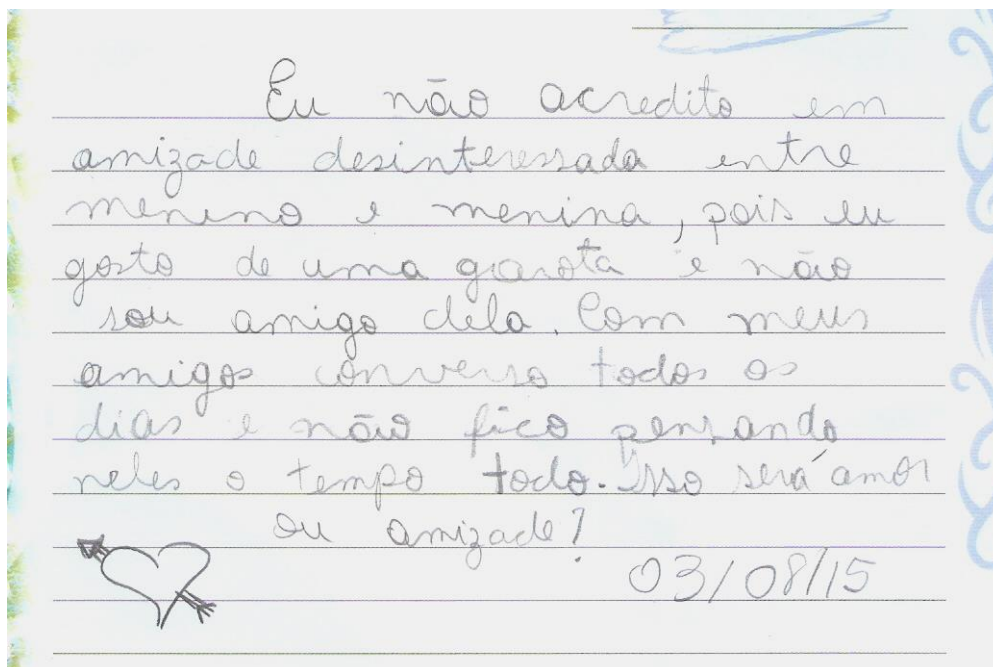 Eu não acredito em
amizade desinteressada entre
menino e menina, pois eu
gosto de uma garota e não
sou amigo dela. Com meus
amigos converso todos os
dias e não fico pensando
neles o tempo todo. Isso será amor
ou amizade?
03/08/15